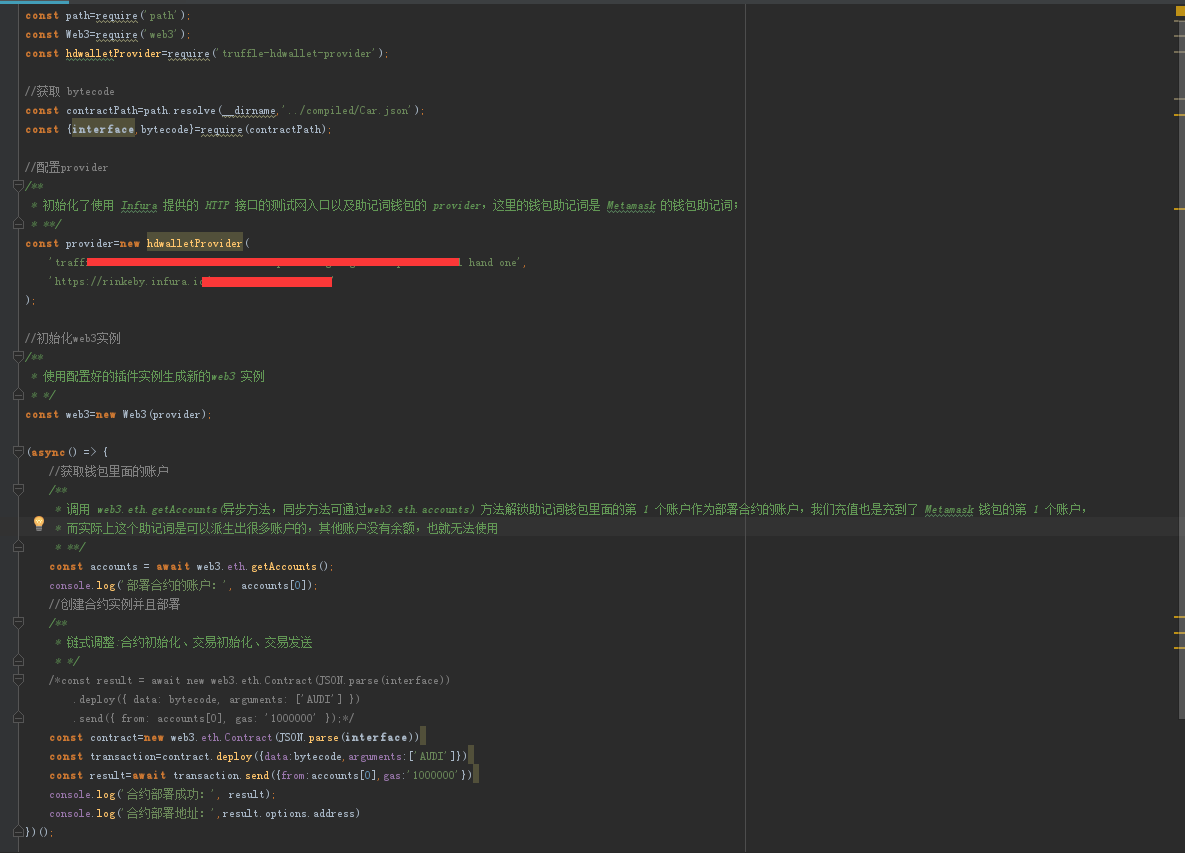 const path=require('path');
const Web3=require('web3');
const hdwalletProvider=require('truffle-hdwallet-provider');
//获取 bytecode
const contractPath=path.resolve(__dirname,'../compiled/Car.json');
const {interface,bytecode}=require(contractPath);
//配置provider
/**
* 初始化了使用 Infura 提供的 HTTP 接口的测试网入口以及助记词钱包的 provider，这里的钱包助记词是 Metamask 的钱包助记词；
* **/
const provider=new hdwalletProvider(
'traff hand one',
'https://rinkeby.infura.io
);
//初始化web3实例
/**
* 使用配置好的插件实例生成新的web3 实例
* */
const web3=new Web3(provider);
(async() => {
//获取钱包里面的账户
/**
* 调用 web3.eth.getAccounts(异步方法，同步方法可通过web3.eth.accounts) 方法解锁助记词钱包里面的第 1 个账户作为部署合约的账户，我们充值也是充到了 Metamask 钱包的第 1 个账户，
* 而实际上这个助记词是可以派生出很多账户的，其他账户没有余额，也就无法使用
* **/
const accounts = await web3.eth.getAccounts();
console.log('部署合约的账户：', accounts[0]);
//创建合约实例并且部署
/**
* 链式调整:合约初始化、交易初始化、交易发送
* */
/*const result = await new web3.eth.Contract(JSON.parse(interface))
.deploy({ data: bytecode, arguments: ['AUDI'] })
.send({ from: accounts[0], gas: '1000000' });*/
const contract=new web3.eth.Contract(JSON.parse(interface))
const transaction=contract.deploy({data:bytecode,arguments:['AUDI']})
const result=await transaction.send({from:accounts[0],gas:'1000000'})
console.log('合约部署成功：', result);
console.log('合约部署地址：',result.options.address)
})();